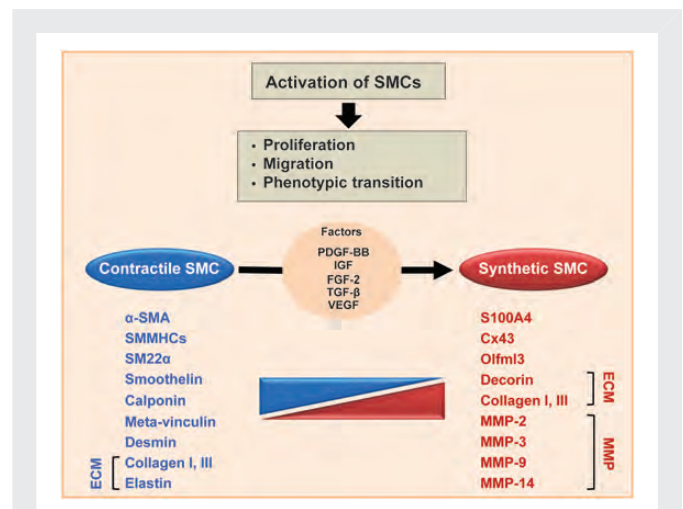 Activation of SMCs
• Proliferation
• Migration
• Phenotypic transition
Factors
PDGF-BB
IGF
FGF-2
TGF-β
VEGF
Contractile SMC
Synthetic SMC
α-SMA
SMMHCs
SM22α
Smoothelin
Calponin
Meta-vinculin
Desmin
Collagen I, III
Elastin
ECM
S100A4
Cx43
Olfml3
Decorin
Collagen I, III
ECM
MMP-2
MMP-3
MMP-9
MMP-14
MMP